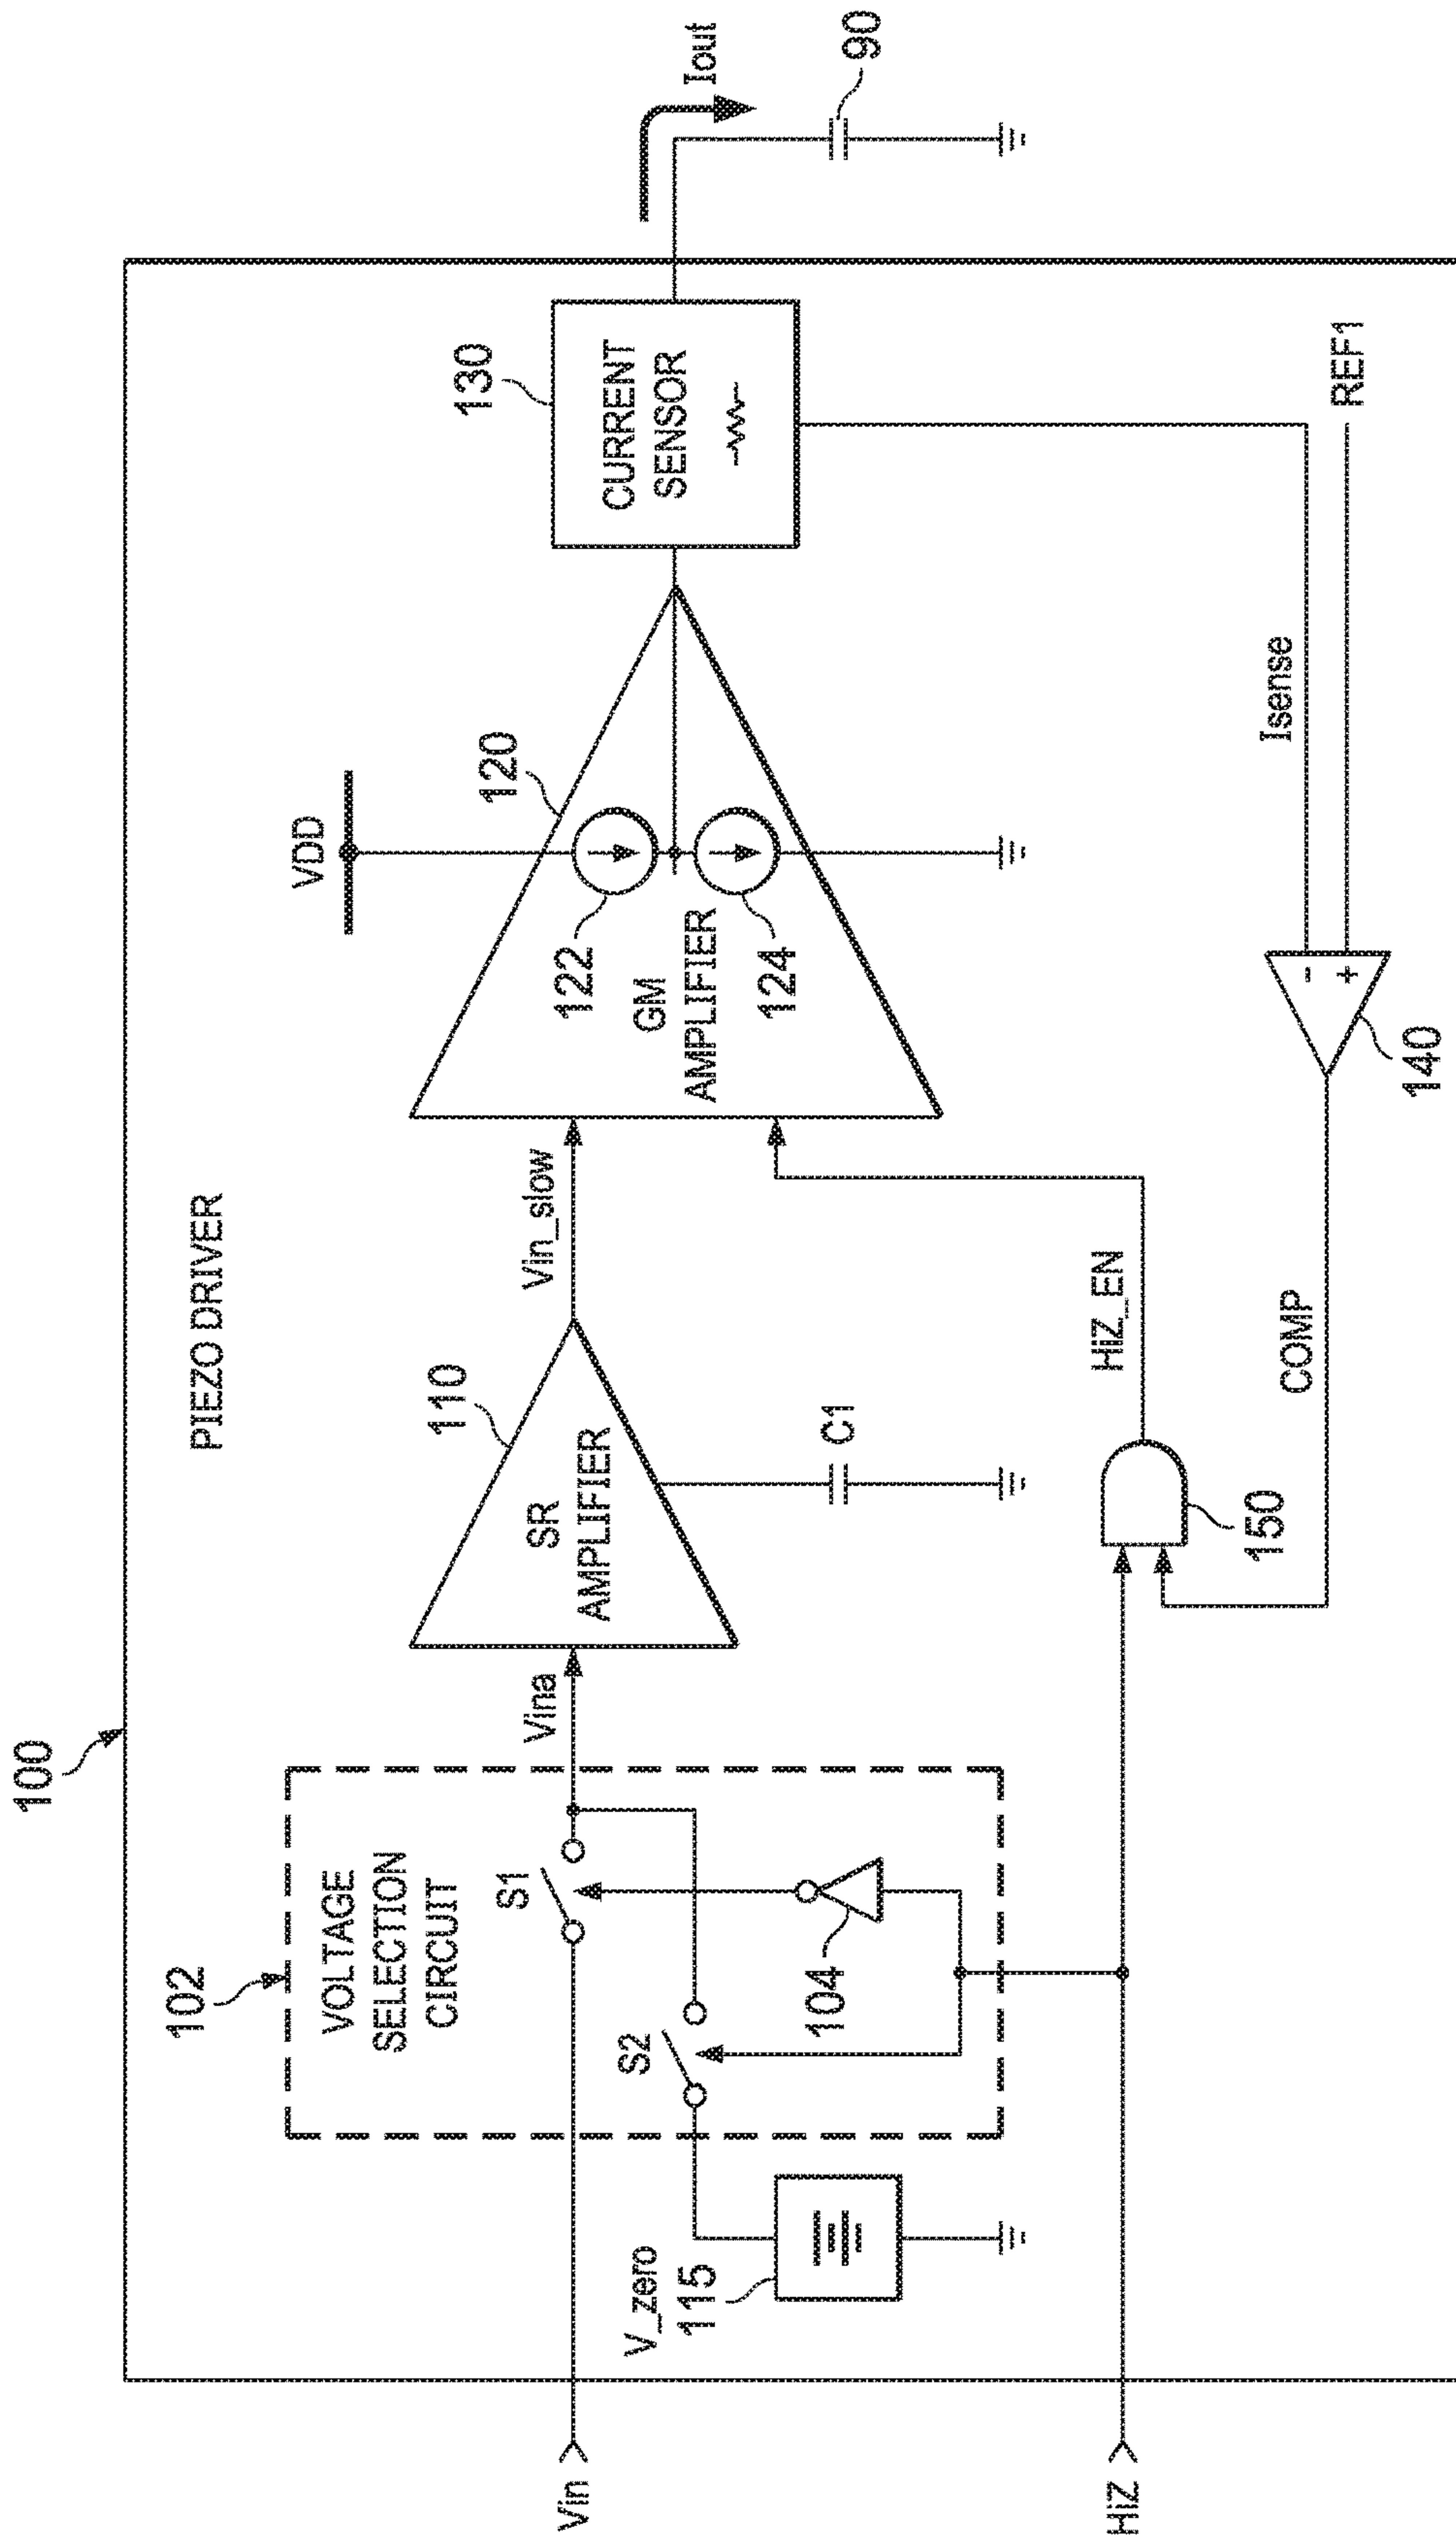 100
PIEZO DRIVER
102
VOLTAGE
SELECTION
CIRCUIT
S1
S2
104
V_zero
115
Vin
HiZ
Vina
110
SR
AMPLIFIER
C1
Vin_slow
VDD
120
122
GM
AMPLIFIER
124
130
CURRENT
SENSOR
Iout
90
150
HiZ_EN
COMP
140
-
+
Isense
REF1